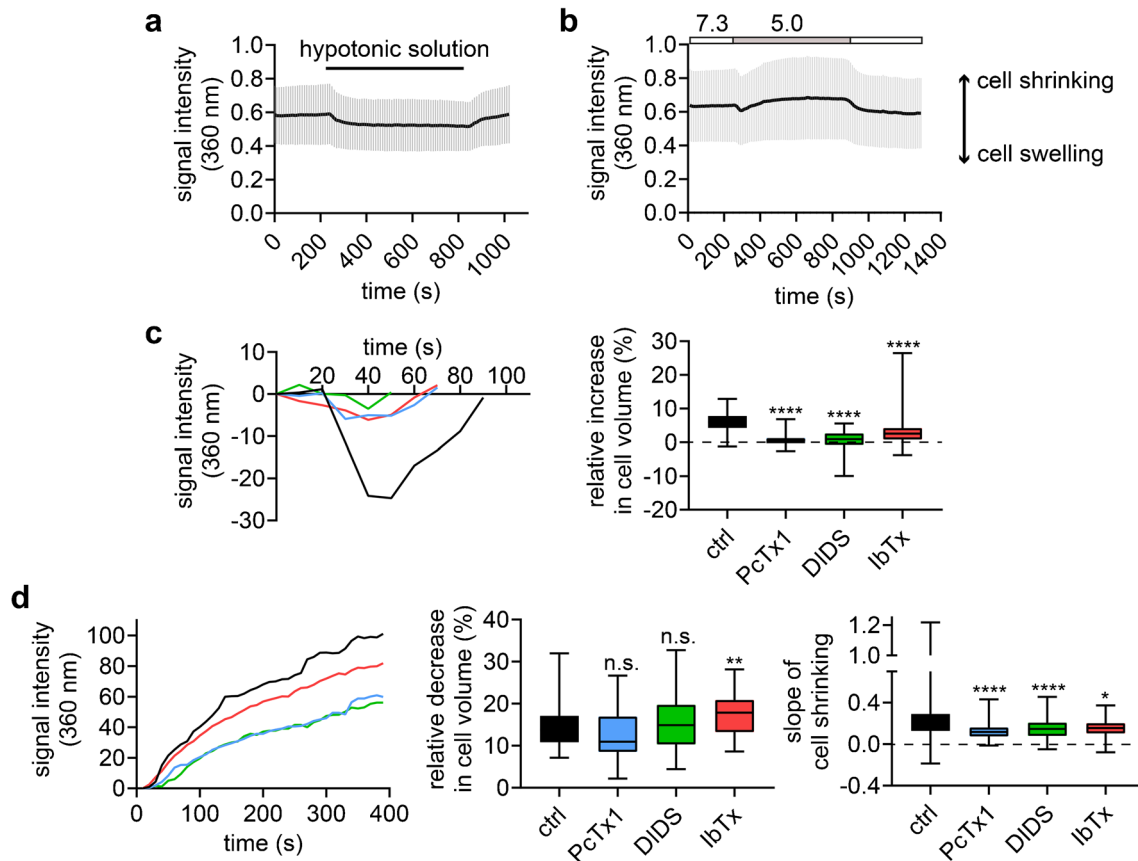 a
hypotonic solution
signal intensity
(360 nm)
1.0
0.8
0.6
0.4
0.2
0.0
0
200
400
600
800
1000
time (s)
b
7.3
5.0
signal intensity
(360 nm)
1.0
0.8
0.6
0.4
0.2
0.0
0
200
400
600
800
1000
1200
1400
time (s)
cell shrinking
cell swelling
c
signal intensity
(360 nm)
10
0
-10
-20
-30
time (s)
20
40
60
80
100
relative increase
in cell volume (%)
30
20
10
0
-10
-20
****
****
****
ctrl
PcTx1
DIDS
IbTx
d
signal intensity
(360 nm)
100
80
60
40
20
0
0
100
200
300
400
time (s)
relative decrease
in cell volume (%)
40
30
20
10
0
n.s.
n.s.
**
ctrl
PcTx1
DIDS
IbTx
slope of
cell shrinking
1.2
1.0
0.4
0.0
-0.4
****
****
*
ctrl
PcTx1
DIDS
IbTx